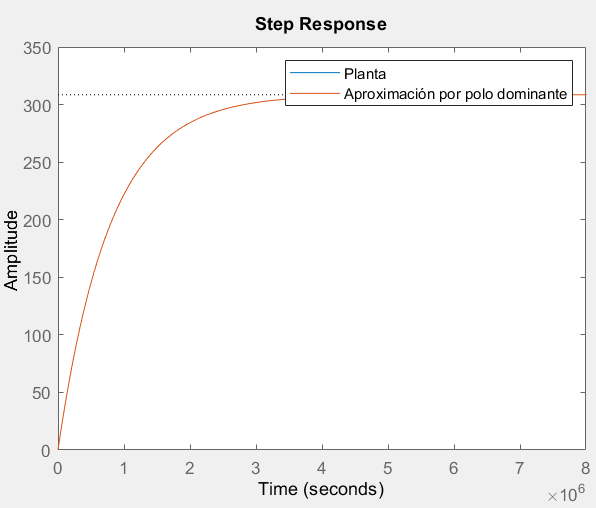 Step Response
350
300
250
200
150
100
50
0
Amplitude
Planta
Aproximación por polo dominante
0 1 2 3 4 5 6 7 8
Time (seconds)
×10^6